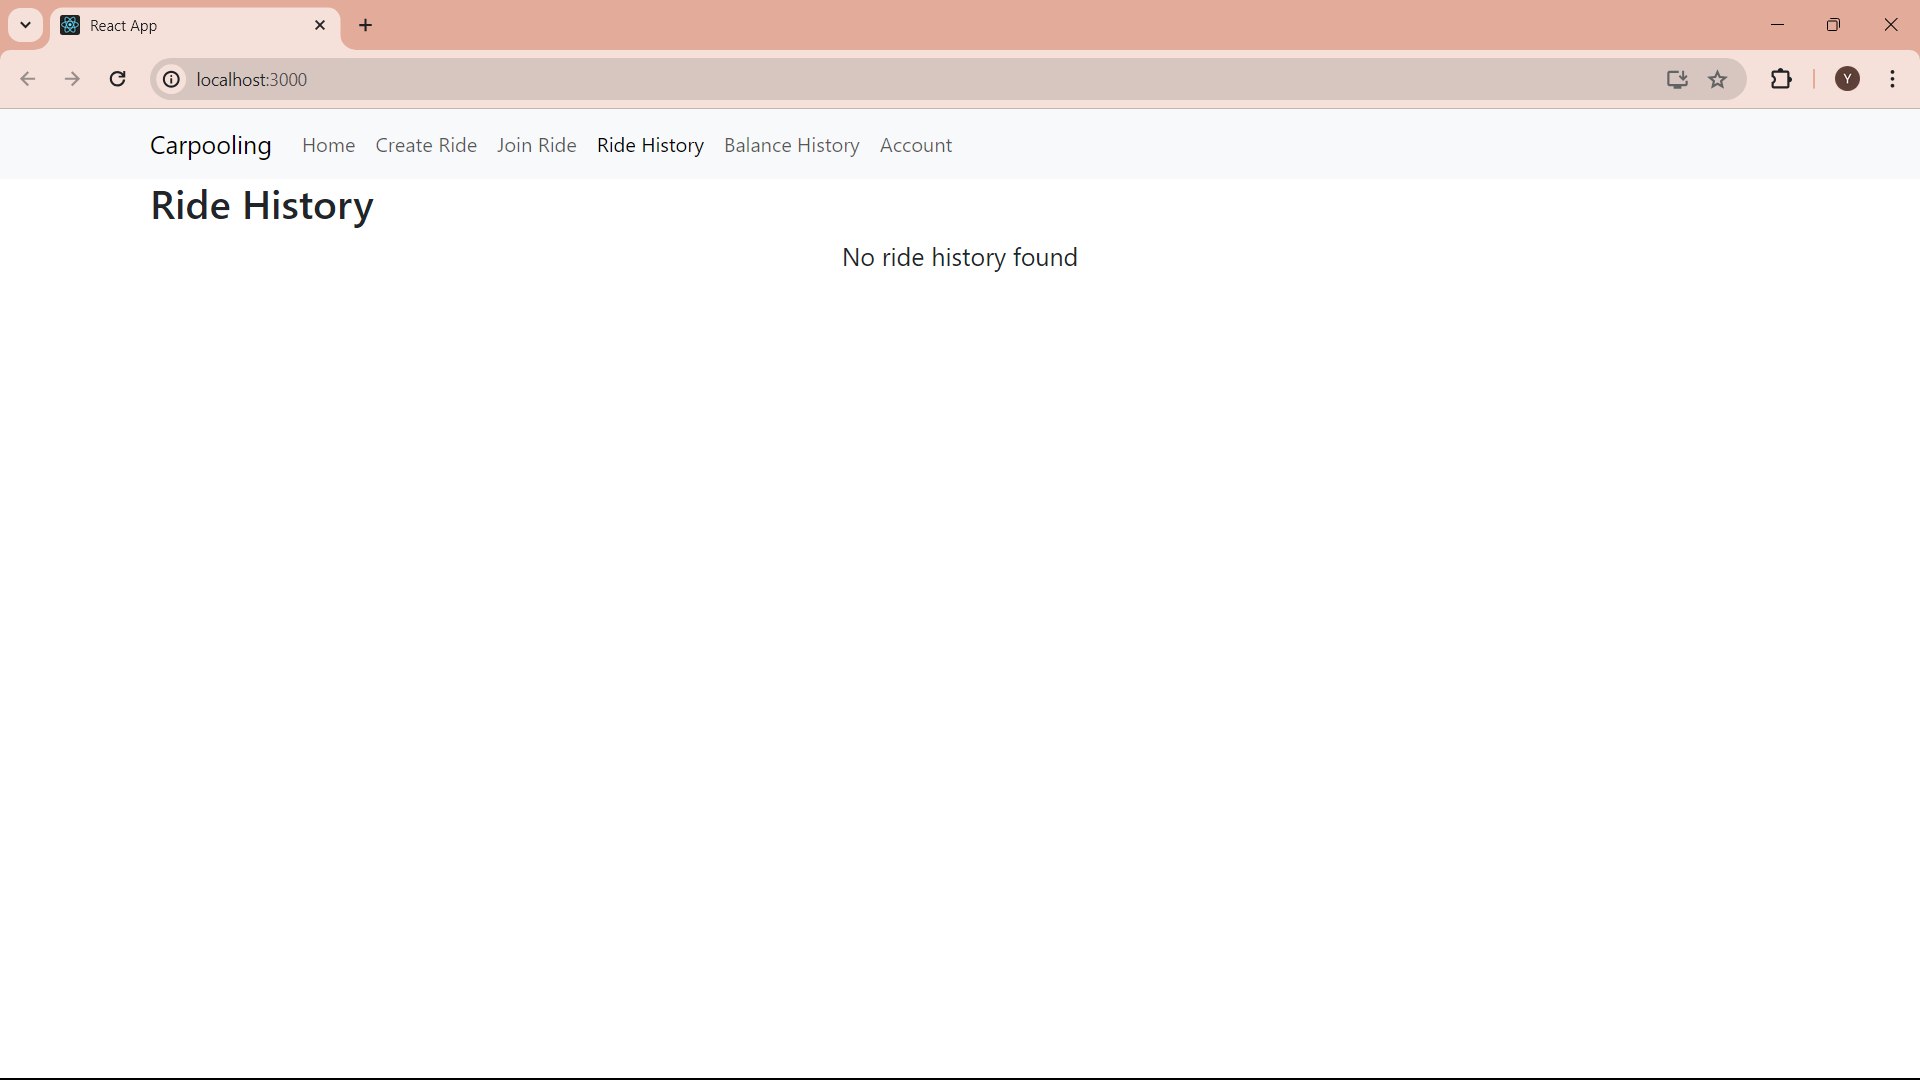 React App
localhost:3000
Y
Carpooling Home Create Ride Join Ride Ride History Balance History Account
Ride History
No ride history found